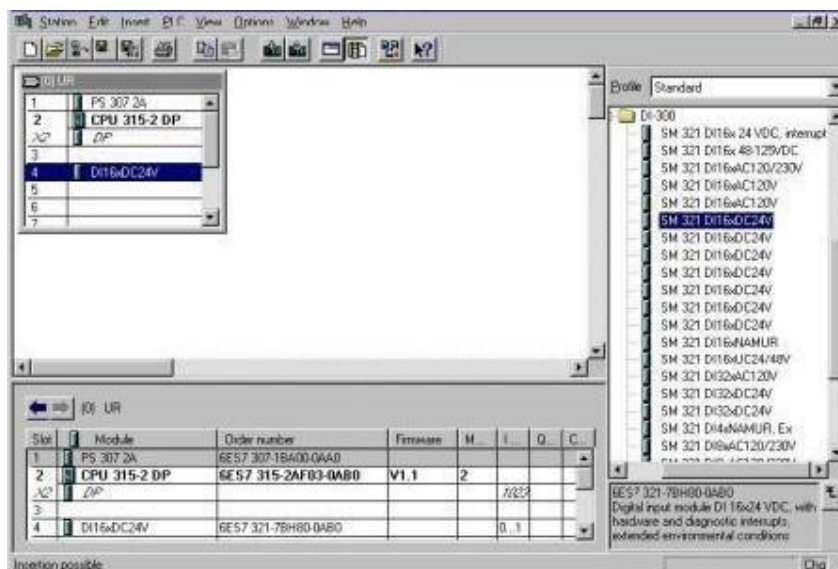 Station Edit Insert PLC View Options Window Help
(0) UR
1 PS 307 2A
2 CPU 315-2 DP
X2 DP
3
4 DI16xDC24V
5
6
7
Profile Standard
DI-300
SM 321 DI16x 24 VDC, interrupt
SM 321 DI16x 48-125VDC
SM 321 DI16xAC120/230V
SM 321 DI16xAC120V
SM 321 DI16xAC120V
SM 321 DI16xDC24V
SM 321 DI16xDC24V
SM 321 DI16xDC24V
SM 321 DI16xDC24V
SM 321 DI16xDC24V
SM 321 DI16xDC24V
SM 321 DI16xNAMUR
SM 321 DI16xUC24/48V
SM 321 DI32xAC120V
SM 321 DI32xDC24V
SM 321 DI32xDC24V
SM 321 DI4xNAMUR, Ex
SM 321 DI8xAC120/230V
(0) UR
Slot Module Order number Firmware M... I... Q... C...
1 PS 307 2A 6ES7 307-1BA00-0AA0
2 CPU 315-2 DP 6ES7 315-2AF03-0AB0 V1.1 2
X2 DP 1023
3
4 DI16xDC24V 6ES7 321-7BH80-0AB0 0...1
6ES7 321-7BH80-0AB0
Digital input module DI 16x24 VDC, with
hardware and diagnostic interrupts,
extended environmental conditions
Insertion possible Chg